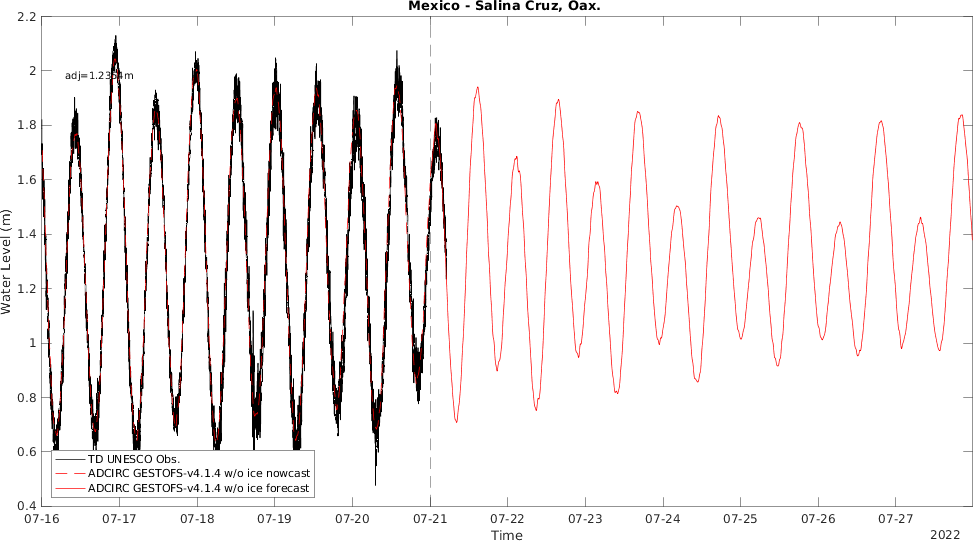 Mexico - Salina Cruz, Oax.
2.2
2
1.8
1.6
1.4
1.2
1
0.8
0.6
0.4
Water Level (m)
adj=1.2354m
TD UNESCO Obs.
ADCIRC GESTOFS-v4.1.4 w/o ice nowcast
ADCIRC GESTOFS-v4.1.4 w/o ice forecast
07-16 07-17 07-18 07-19 07-20 07-21 07-22 07-23 07-24 07-25 07-26 07-27
Time
2022